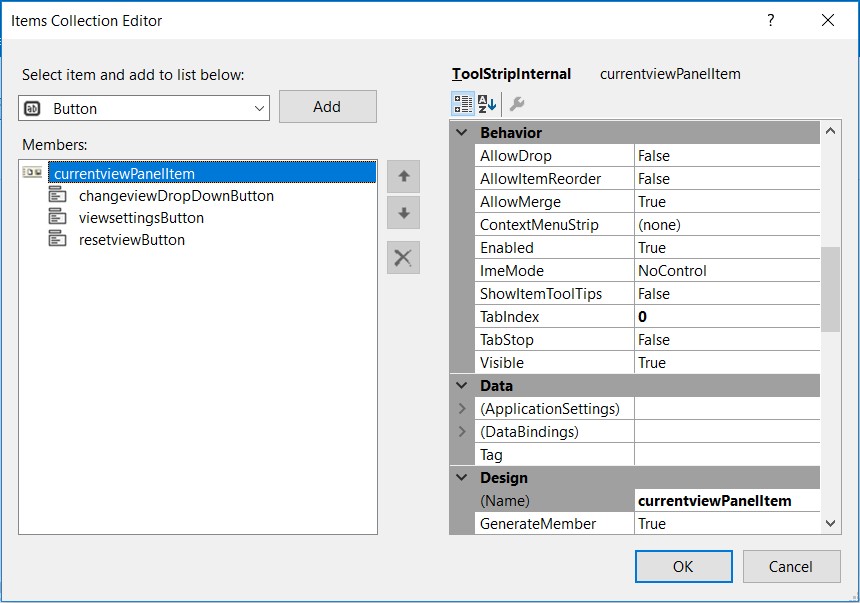 Items Collection Editor
?
Select item and add to list below:
Button
Add
Members:
currentviewPanelItem
changeviewDropDownButton
viewsettingsButton
resetviewButton
ToolStripInternal currentviewPanelItem
Behavior
AllowDrop False
AllowItemReorder False
AllowMerge True
ContextMenuStrip (none)
Enabled True
ImeMode NoControl
ShowItemToolTips False
TabIndex 0
TabStop False
Visible True
Data
(ApplicationSettings)
(DataBindings)
Tag
Design
(Name) currentviewPanelItem
GenerateMember True
OK Cancel